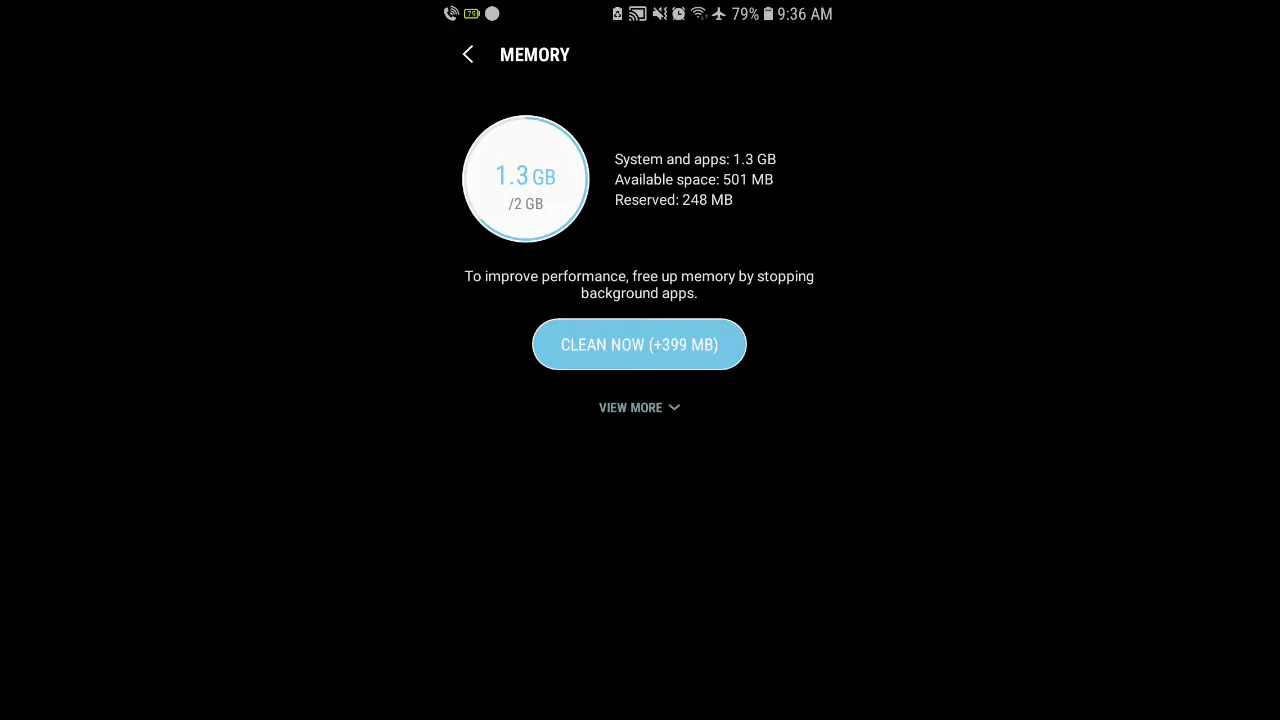 79 79% 9:36 AM
MEMORY
1.3 GB
/2 GB
System and apps: 1.3 GB
Available space: 501 MB
Reserved: 248 MB
To improve performance, free up memory by stopping
background apps.
CLEAN NOW (+399 MB)
VIEW MORE